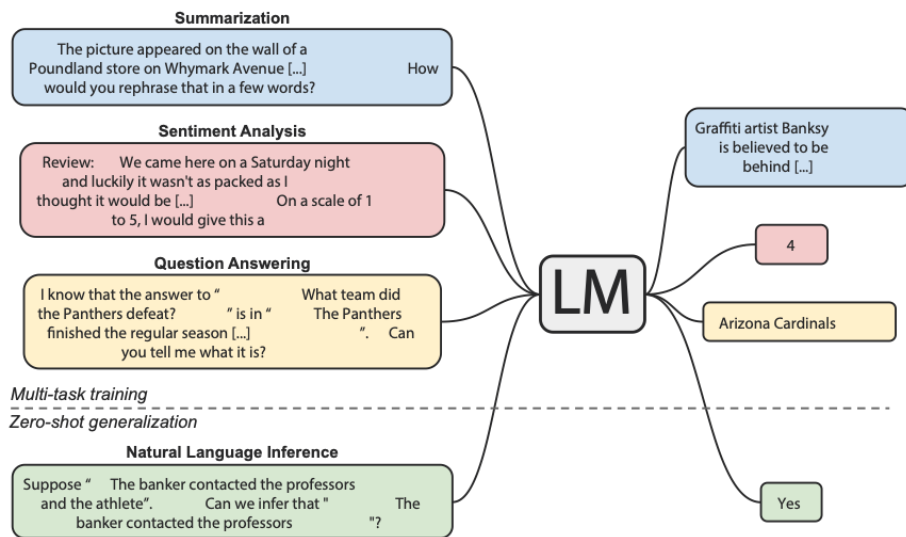 Summarization
The picture appeared on the wall of a
Poundland store on Whymark Avenue [...] How
would you rephrase that in a few words?
Sentiment Analysis
Review: We came here on a Saturday night
and luckily it wasn't as packed as I
thought it would be [...] On a scale of 1
to 5, I would give this a
Question Answering
I know that the answer to “ What team did
the Panthers defeat? ” is in “ The Panthers
finished the regular season [...] ”. Can
you tell me what it is?
Multi-task training
Zero-shot generalization
Natural Language Inference
Suppose “ The banker contacted the professors
and the athlete”. Can we infer that " The
banker contacted the professors "?
LM
Graffiti artist Banksy
is believed to be
behind [...]
4
Arizona Cardinals
Yes